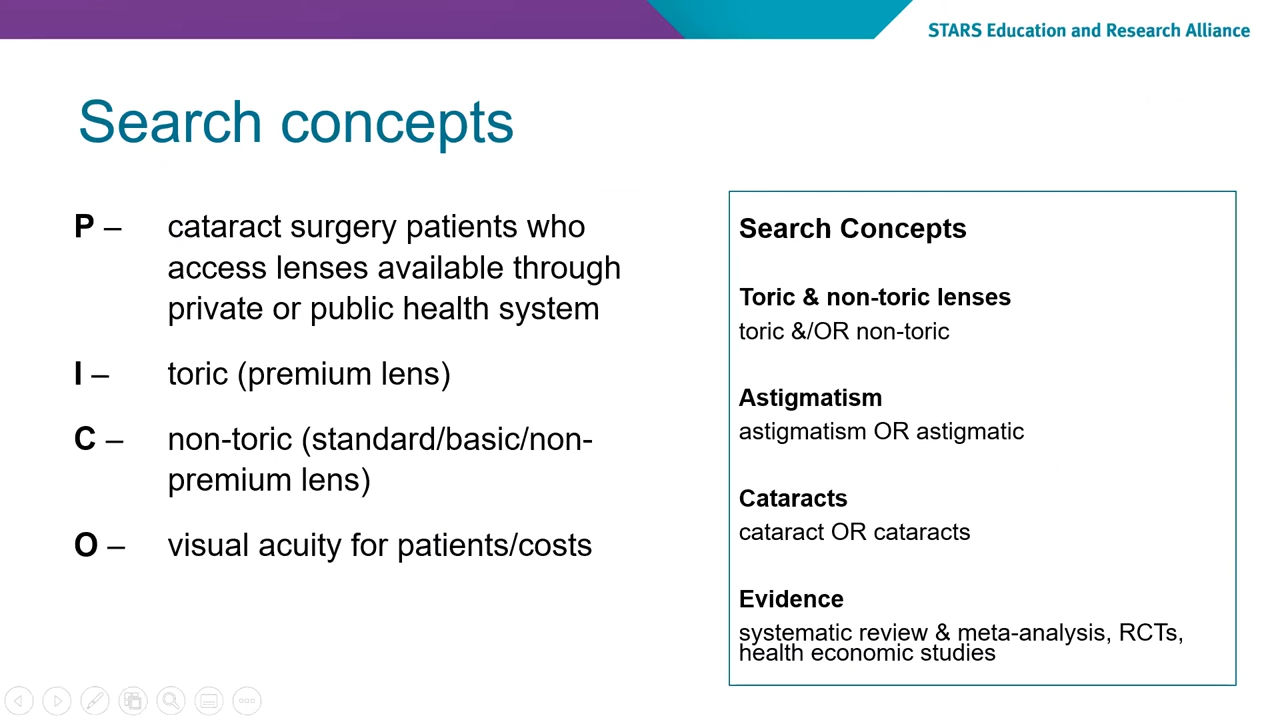 STARS Education and Research Alliance
Search concepts
P – cataract surgery patients who
access lenses available through
private or public health system
I – toric (premium lens)
C – non-toric (standard/basic/non-
premium lens)
O – visual acuity for patients/costs
Search Concepts
Toric & non-toric lenses
toric &/OR non-toric
Astigmatism
astigmatism OR astigmatic
Cataracts
cataract OR cataracts
Evidence
systematic review & meta-analysis, RCTs,
health economic studies